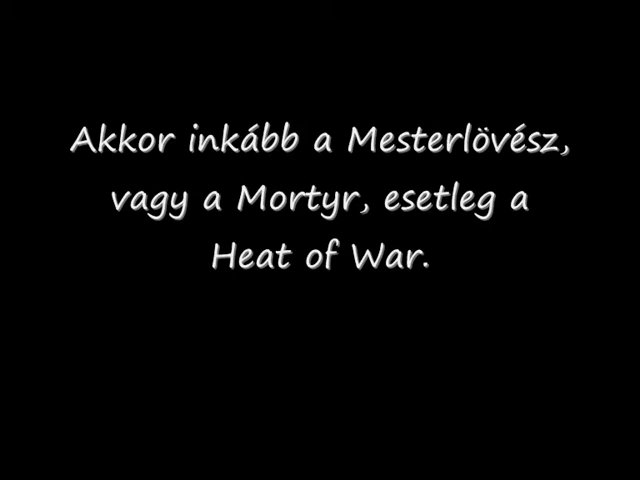 Akkor inkább a Mesterlövész,
vagy a Mortyr, esetleg a
Heat of War.